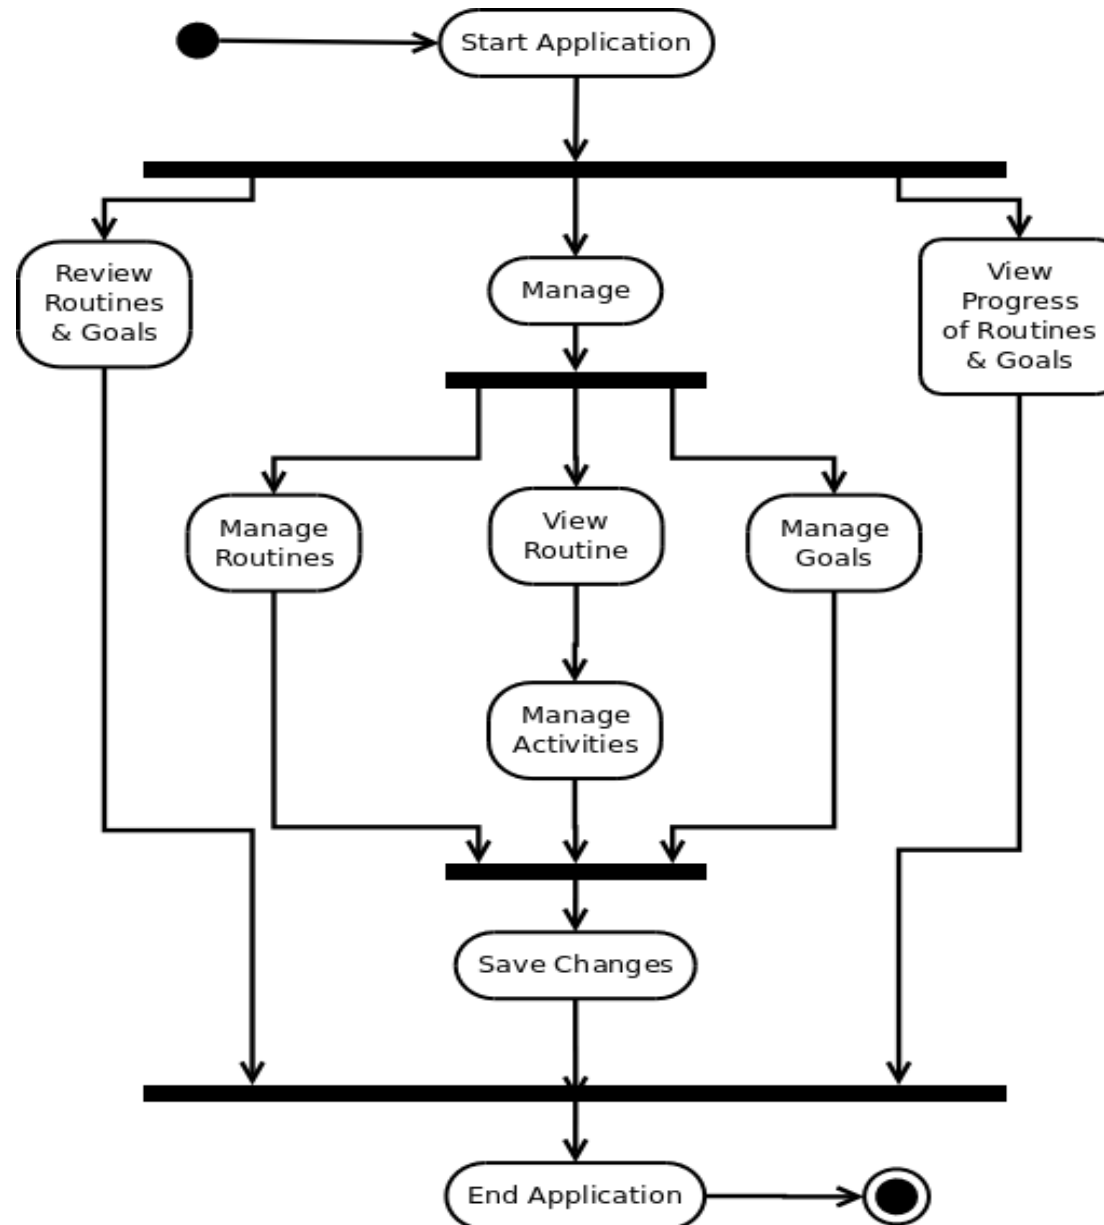 Start Application
Review
Routines
& Goals
Manage
View
Progress
of Routines
& Goals
Manage
Routines
View
Routine
Manage
Goals
Manage
Activities
Save Changes
End Application